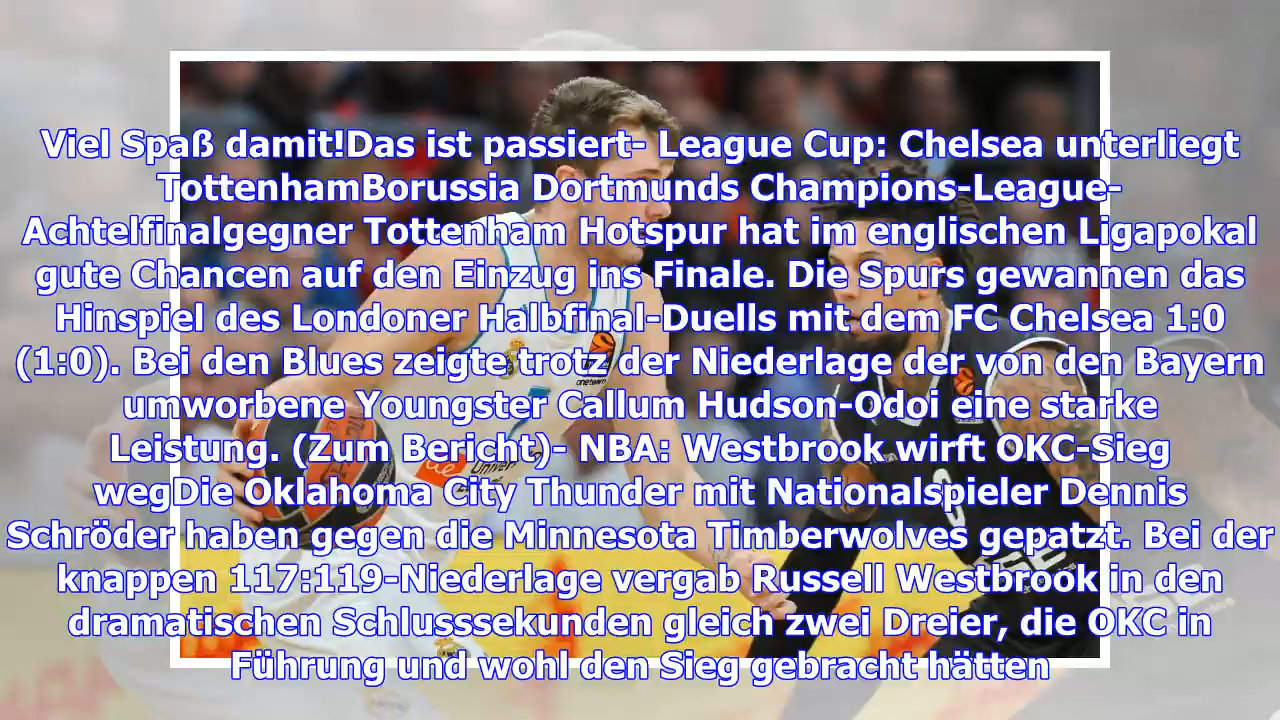 Viel Spaß damit!Das ist passiert- League Cup: Chelsea unterliegt
TottenhamBorussia Dortmunds Champions-League-
Achtelfinalgegner Tottenham Hotspur hat im englischen Ligapokal
gute Chancen auf den Einzug ins Finale. Die Spurs gewannen das
Hinspiel des Londoner Halbfinal-Duells mit dem FC Chelsea 1:0
(1:0). Bei den Blues zeigte trotz der Niederlage der von den Bayern
umworbene Youngster Callum Hudson-Odoi eine starke
Leistung. (Zum Bericht)- NBA: Westbrook wirft OKC-Sieg
wegDie Oklahoma City Thunder mit Nationalspieler Dennis
Schröder haben gegen die Minnesota Timberwolves gepatzt. Bei der
knappen 117:119-Niederlage vergab Russell Westbrook in den
dramatischen Schlusssekunden gleich zwei Dreier, die OKC in
Führung und wohl den Sieg gebracht hätten